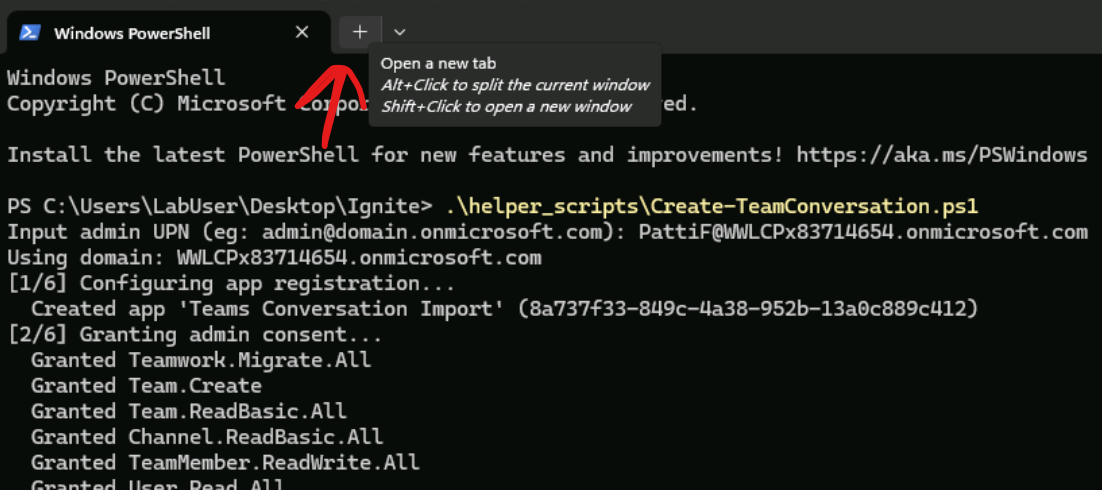 Windows PowerShell
Open a new tab
Alt+Click to split the current window
Shift+Click to open a new window
Windows PowerShell
Copyright (C) Microsoft Corpor ed.
Install the latest PowerShell for new features and improvements! https://aka.ms/PSWindows
PS C:\Users\LabUser\Desktop\Ignite> .\helper_scripts\Create-TeamConversation.ps1
Input admin UPN (eg: admin@domain.onmicrosoft.com): PattiF@WWLCPx83714654.onmicrosoft.com
Using domain: WWLCPx83714654.onmicrosoft.com
[1/6] Configuring app registration...
Created app 'Teams Conversation Import' (8a737f33-849c-4a38-952b-13a0c889c412)
[2/6] Granting admin consent...
Granted Teamwork.Migrate.All
Granted Team.Create
Granted Team.ReadBasic.All
Granted Channel.ReadBasic.All
Granted TeamMember.ReadWrite.All
Granted User.Read.All